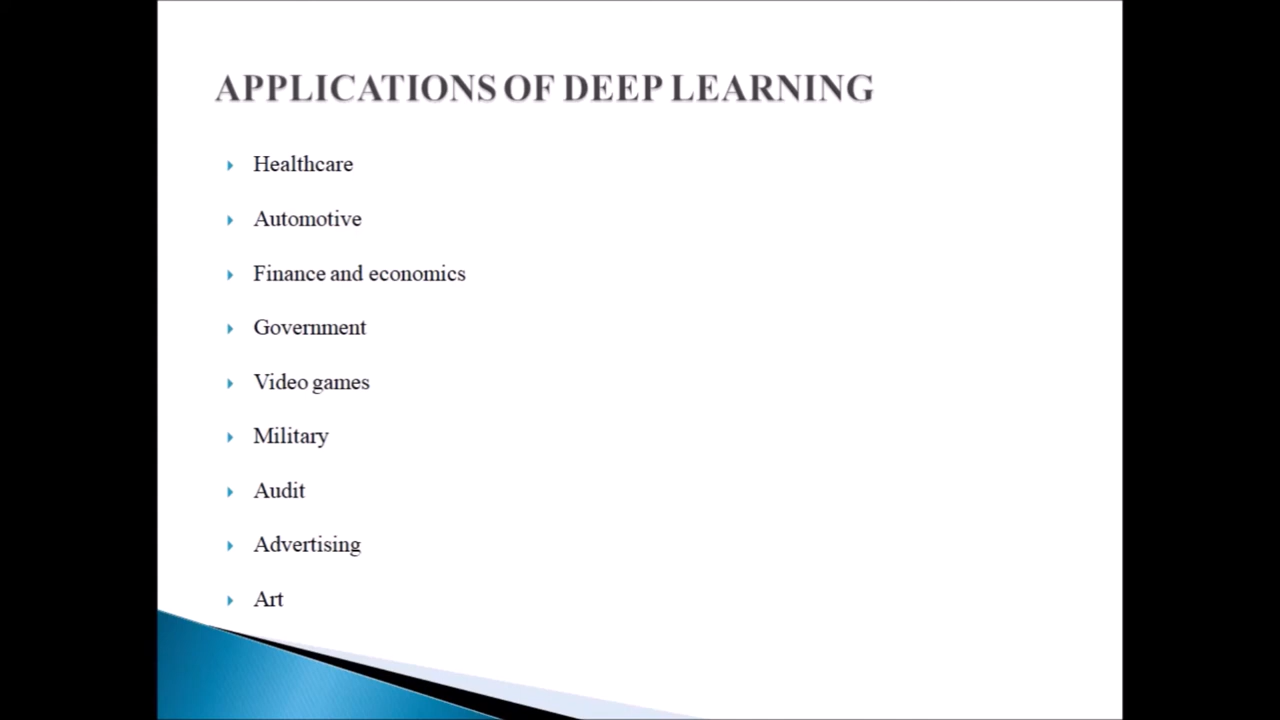 APPLICATIONS OF DEEP LEARNING
Healthcare
Automotive
Finance and economics
Government
Video games
Military
Audit
Advertising
Art